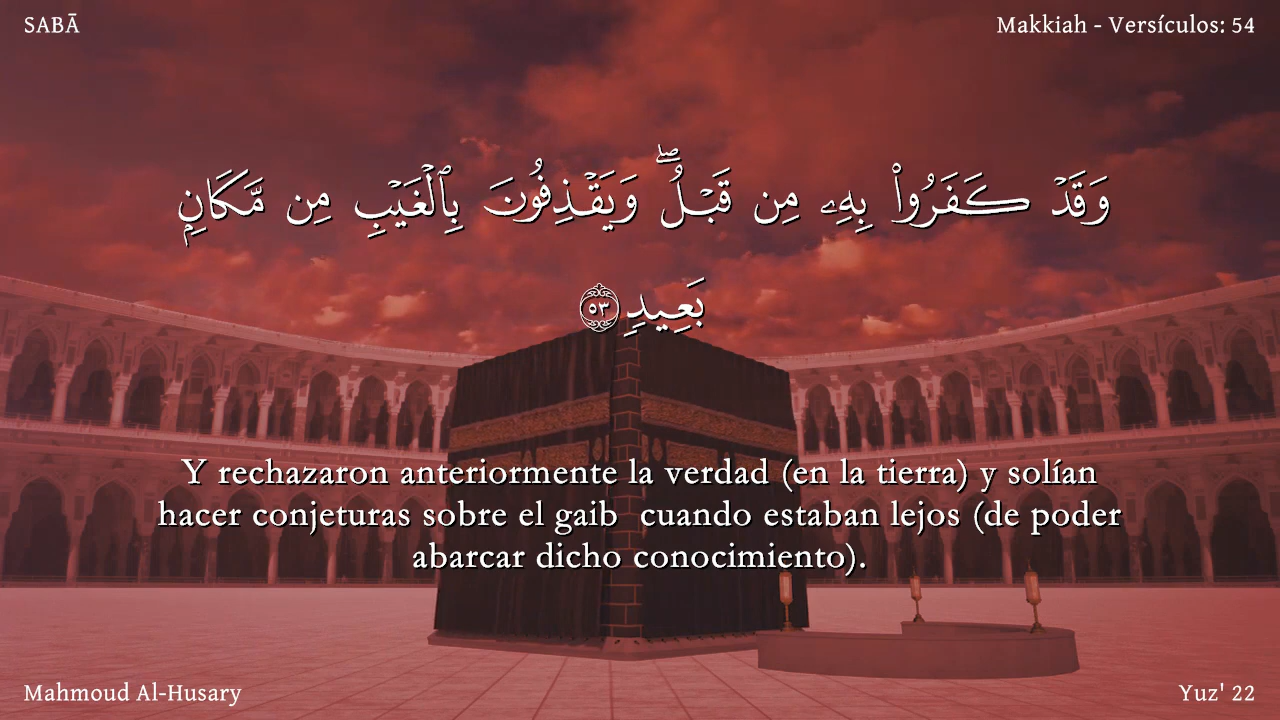 SABĀ
Makkiah - Versículos: 54
وَقَدْ كَفَرُوا۟ بِهِۦ مِن قَبْلُ ۖ وَيَقْذِفُونَ بِٱلْغَيْبِ مِن مَّكَانٍۭ
بَعِيدٍ ٥٣
Y rechazaron anteriormente la verdad (en la tierra) y solían
hacer conjeturas sobre el gaib cuando estaban lejos (de poder
abarcar dicho conocimiento).
Mahmoud Al-Husary
Yuz' 22